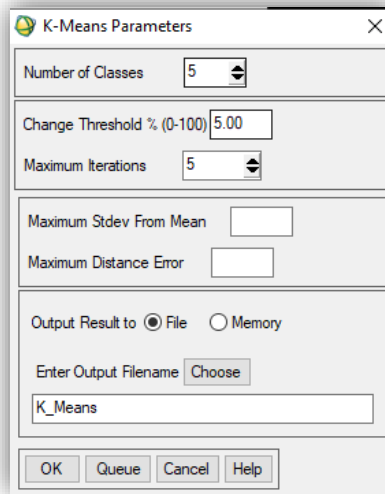 K-Means Parameters
Number of Classes 5
Change Threshold % (0-100) 5.00
Maximum Iterations 5
Maximum Stdev From Mean
Maximum Distance Error
Output Result to File Memory
Enter Output Filename Choose
K_Means
OK Queue Cancel Help